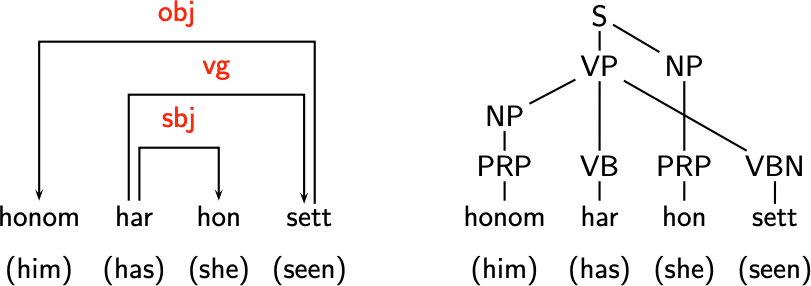 obj
vg
sbj
honom har hon sett
(him) (has) (she) (seen)
S
VP NP
NP
PRP VB PRP VBN
honom har hon sett
(him) (has) (she) (seen)